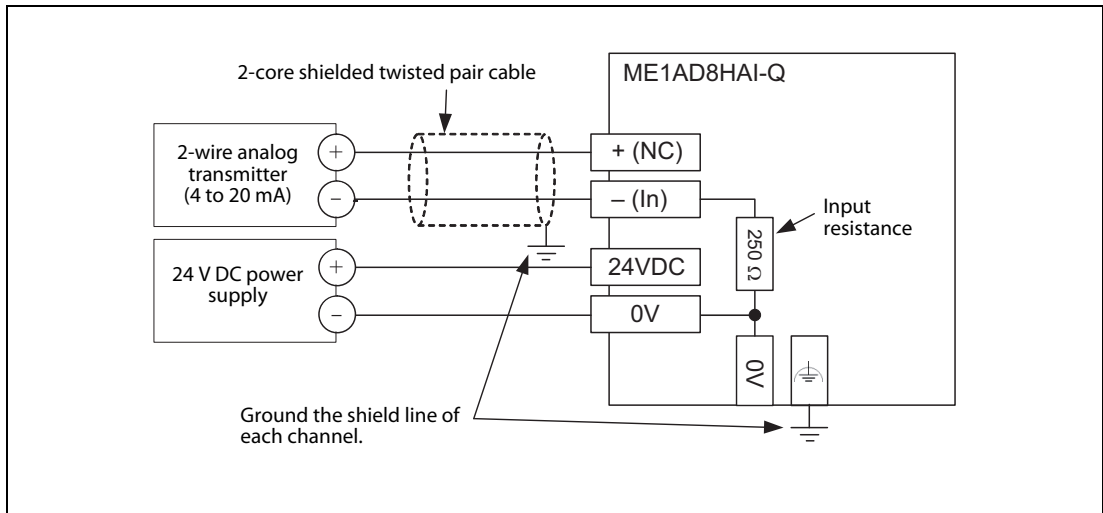 2-core shielded twisted pair cable
ME1AD8HAI-Q
2-wire analog
transmitter
(4 to 20 mA)
+
−
+ (NC)
– (In)
Input
resistance
250 Ω
24 V DC power
supply
+
−
24VDC
0V
0V
Ground the shield line of
each channel.